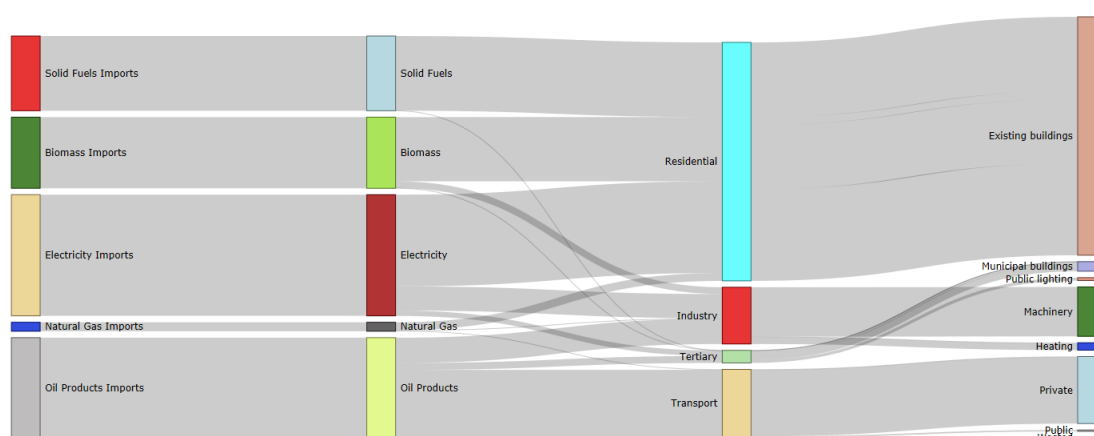 Solid Fuels Imports
Biomass Imports
Electricity Imports
Natural Gas Imports
Oil Products Imports
Solid Fuels
Biomass
Electricity
Natural Gas
Oil Products
Residential
Industry
Tertiary
Transport
Existing buildings
Municipal buildings
Public lighting
Machinery
Heating
Private
Public